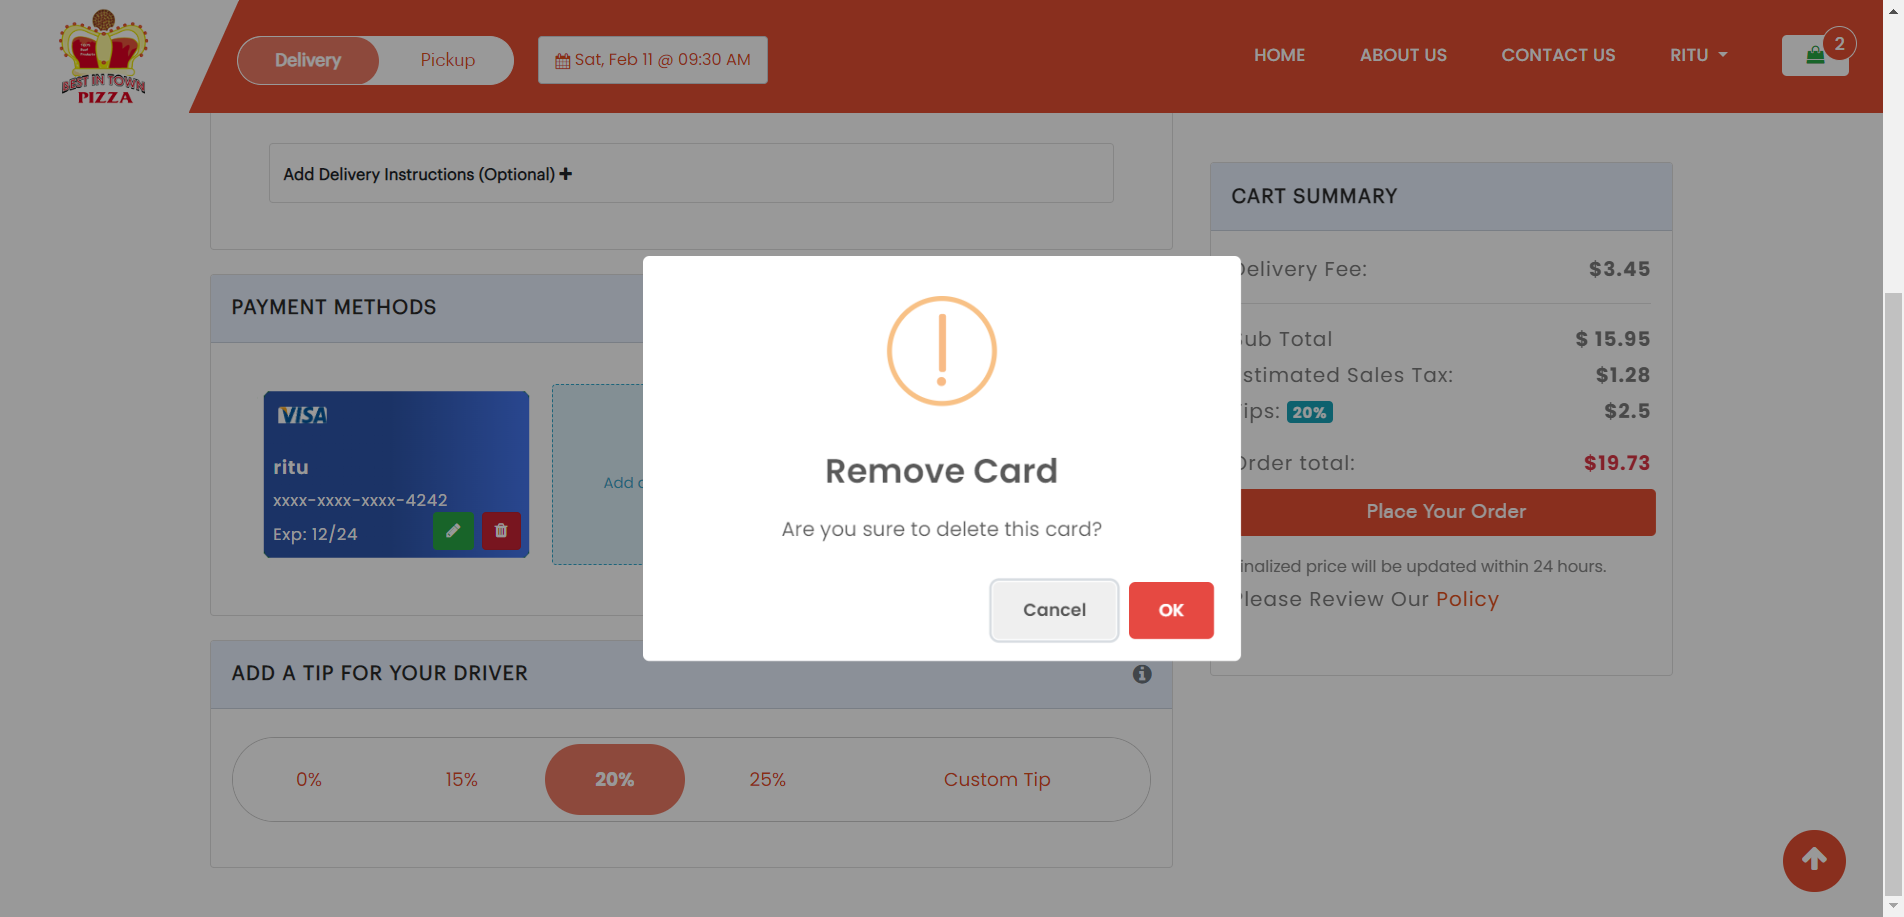 BEST IN TOWN
PIZZA
Delivery
Pickup
Sat, Feb 11 @ 09:30 AM
HOME
ABOUT US
CONTACT US
RITU
2
Add Delivery Instructions (Optional)
PAYMENT METHODS
VISA
ritu
xxxx-xxxx-xxxx-4242
Exp: 12/24
Add
Remove Card
Are you sure to delete this card?
Cancel
OK
CART SUMMARY
elivery Fee: $3.45
ub Total $ 15.95
stimated Sales Tax: $1.28
ips: 20% $2.5
rder total: $19.73
Place Your Order
inalized price will be updated within 24 hours.
lease Review Our Policy
ADD A TIP FOR YOUR DRIVER
0%
15%
20%
25%
Custom Tip